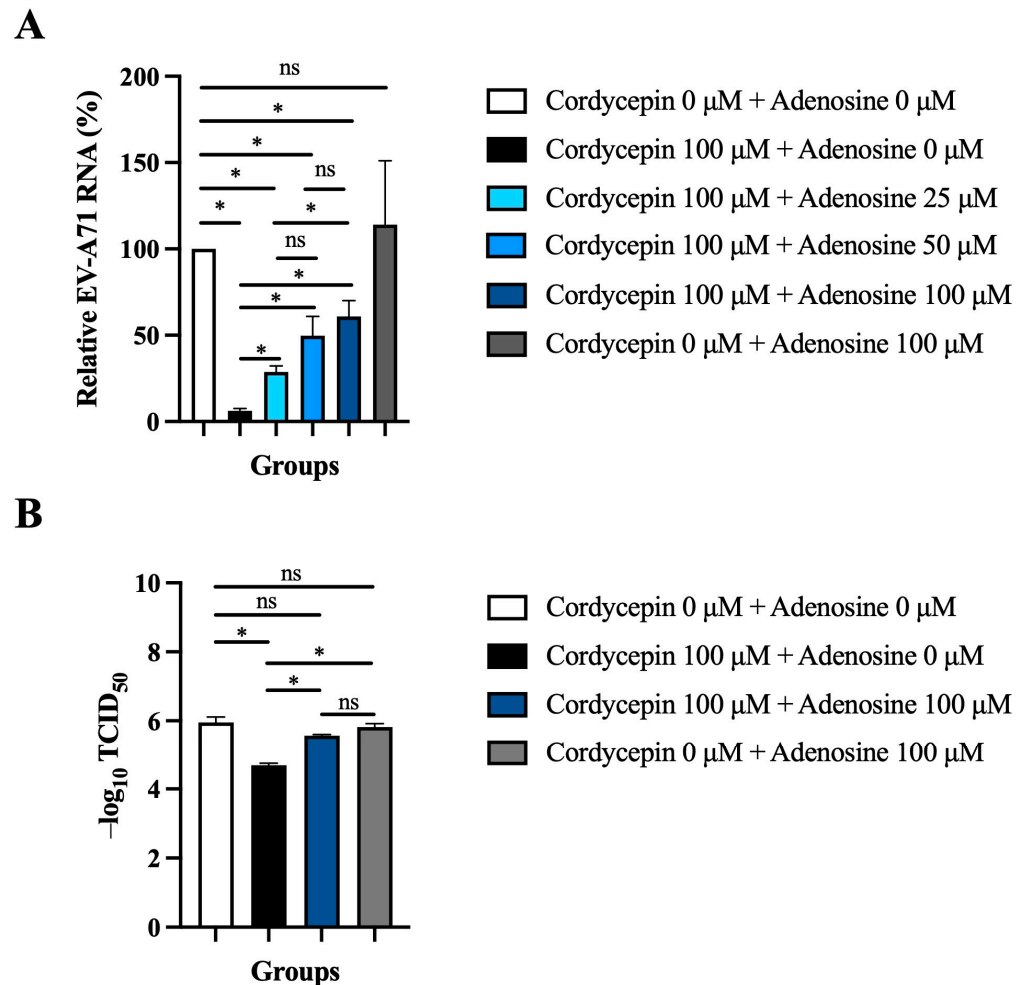 A
Relative EV-A71 RNA (%)
200
150
100
50
0
ns
*
*
ns
*
*
*
ns
*
*
*
Groups
Cordycepin 0 μM + Adenosine 0 μM
Cordycepin 100 μM + Adenosine 0 μM
Cordycepin 100 μM + Adenosine 25 μM
Cordycepin 100 μM + Adenosine 50 μM
Cordycepin 100 μM + Adenosine 100 μM
Cordycepin 0 μM + Adenosine 100 μM
B
–log10 TCID50
10
8
6
4
2
0
ns
ns
*
*
*
ns
Groups
Cordycepin 0 μM + Adenosine 0 μM
Cordycepin 100 μM + Adenosine 0 μM
Cordycepin 100 μM + Adenosine 100 μM
Cordycepin 0 μM + Adenosine 100 μM